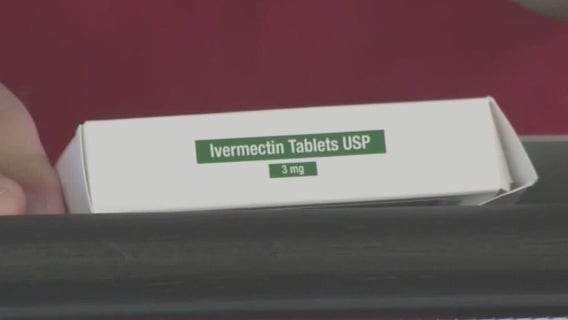 Ivermectin Tablets USP
3 mg